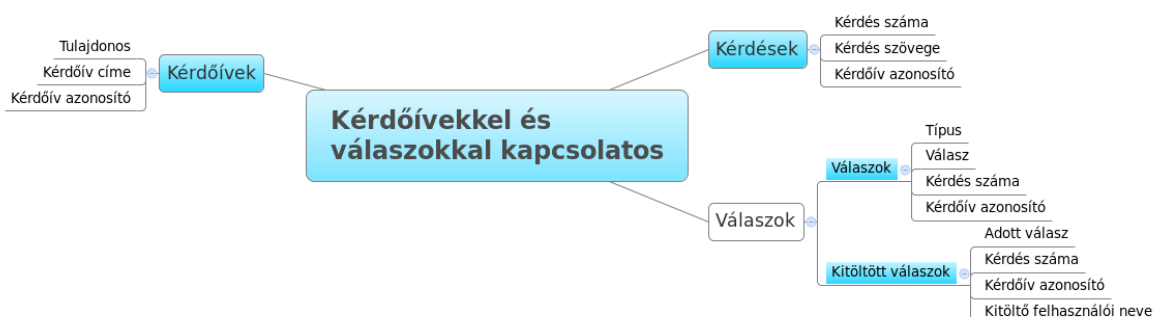 Tulajdonos
Kérdőív címe
Kérdőív azonosító
Kérdőívek
Kérdőívekkel és
válaszokkal kapcsolatos
Kérdések
Kérdés száma
Kérdés szövege
Kérdőív azonosító
Válaszok
Válaszok
Típus
Válasz
Kérdés száma
Kérdőív azonosító
Kitöltött válaszok
Adott válasz
Kérdés száma
Kérdőív azonosító
Kitöltő felhasználói neve